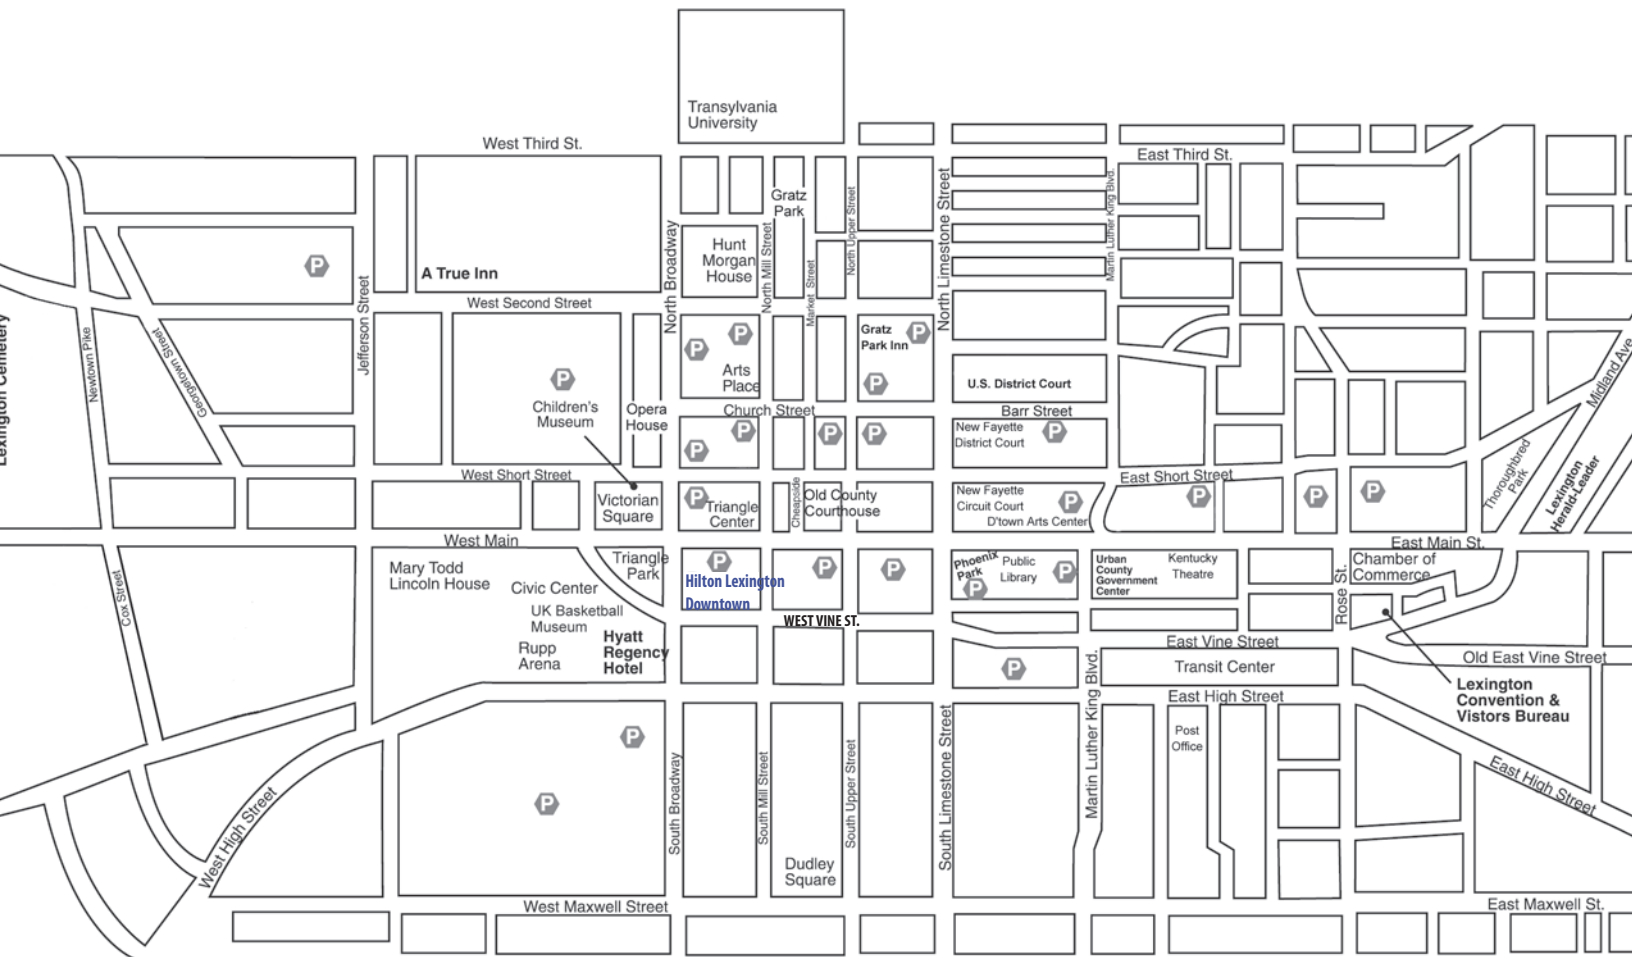 Transylvania
University
West Third St.
East Third St.
Gratz
Park
North Upper Street
North Limestone Street
Martin Luther King Blvd.
North Broadway
Hunt
Morgan
House
North Mill Street
Market Street
P
A True Inn
West Second Street
Jefferson Street
Lexington Cemetery
Newtown Pike
Georgetown Street
P
P
Arts
Place
Gratz
Park Inn
P
P
U.S. District Court
Midland Ave
P
Children's
Museum
Opera
House
Church Street
Barr Street
P
P
P
P
New Fayette
District Court
P
West Short Street
East Short Street
Thoroughbred
Park
Lexington
Herald-Leader
Victorian
Square
P
Triangle
Center
Cheapside
Old County
Courthouse
New Fayette
Circuit Court
D'town Arts Center
P
P
P
P
West Main
East Main St.
Mary Todd
Lincoln House
Civic Center
UK Basketball
Museum
Rupp
Arena
Hyatt
Regency
Hotel
Triangle
Park
P
Hilton Lexington
Downtown
P
P
Phoenix
Park
P
Public
Library
P
Urban
County
Government
Center
Kentucky
Theatre
Rose St.
Chamber of
Commerce
Cox Street
WEST VINE ST.
East Vine Street
Old East Vine Street
P
Transit Center
Martin Luther King Blvd.
East High Street
Lexington
Convention &
Vistors Bureau
Post
Office
P
P
South Broadway
South Mill Street
South Upper Street
South Limestone Street
East High Street
West High Street
Dudley
Square
West Maxwell Street
East Maxwell St.